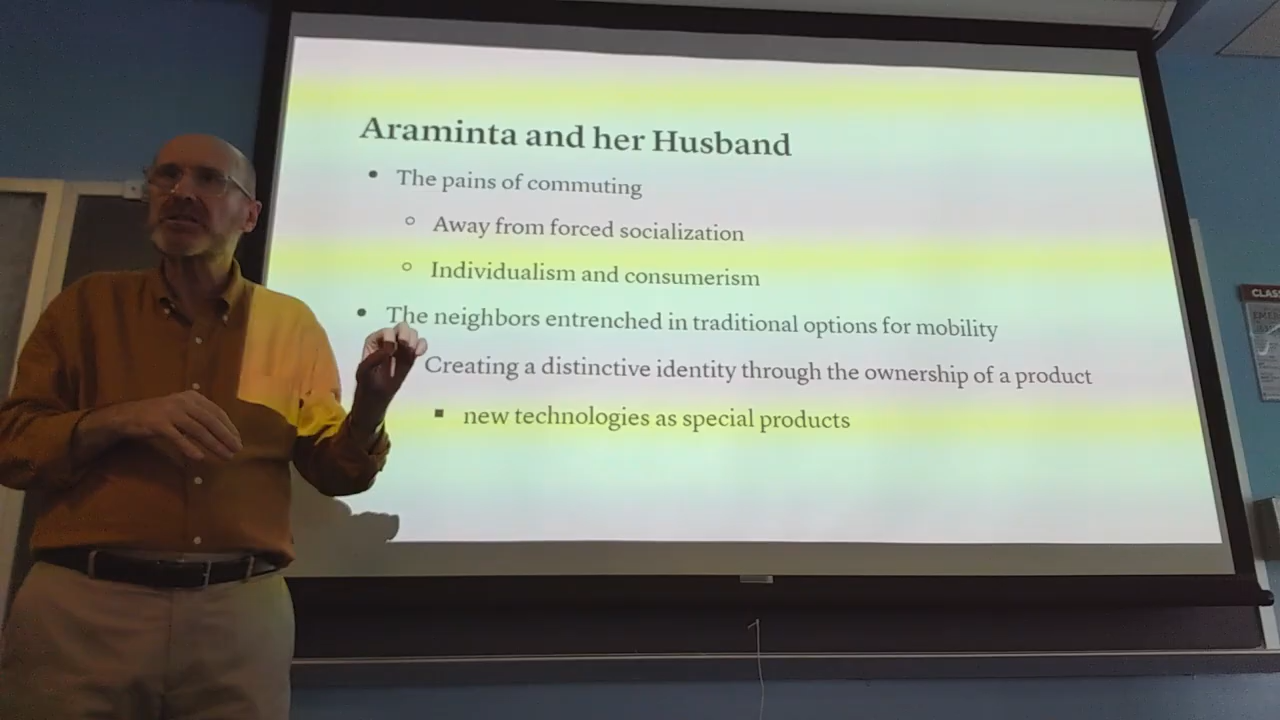 Araminta and her Husband
The pains of commuting
Away from forced socialization
Individualism and consumerism
The neighbors entrenched in traditional options for mobility
Creating a distinctive identity through the ownership of a product
new technologies as special products
CLAS